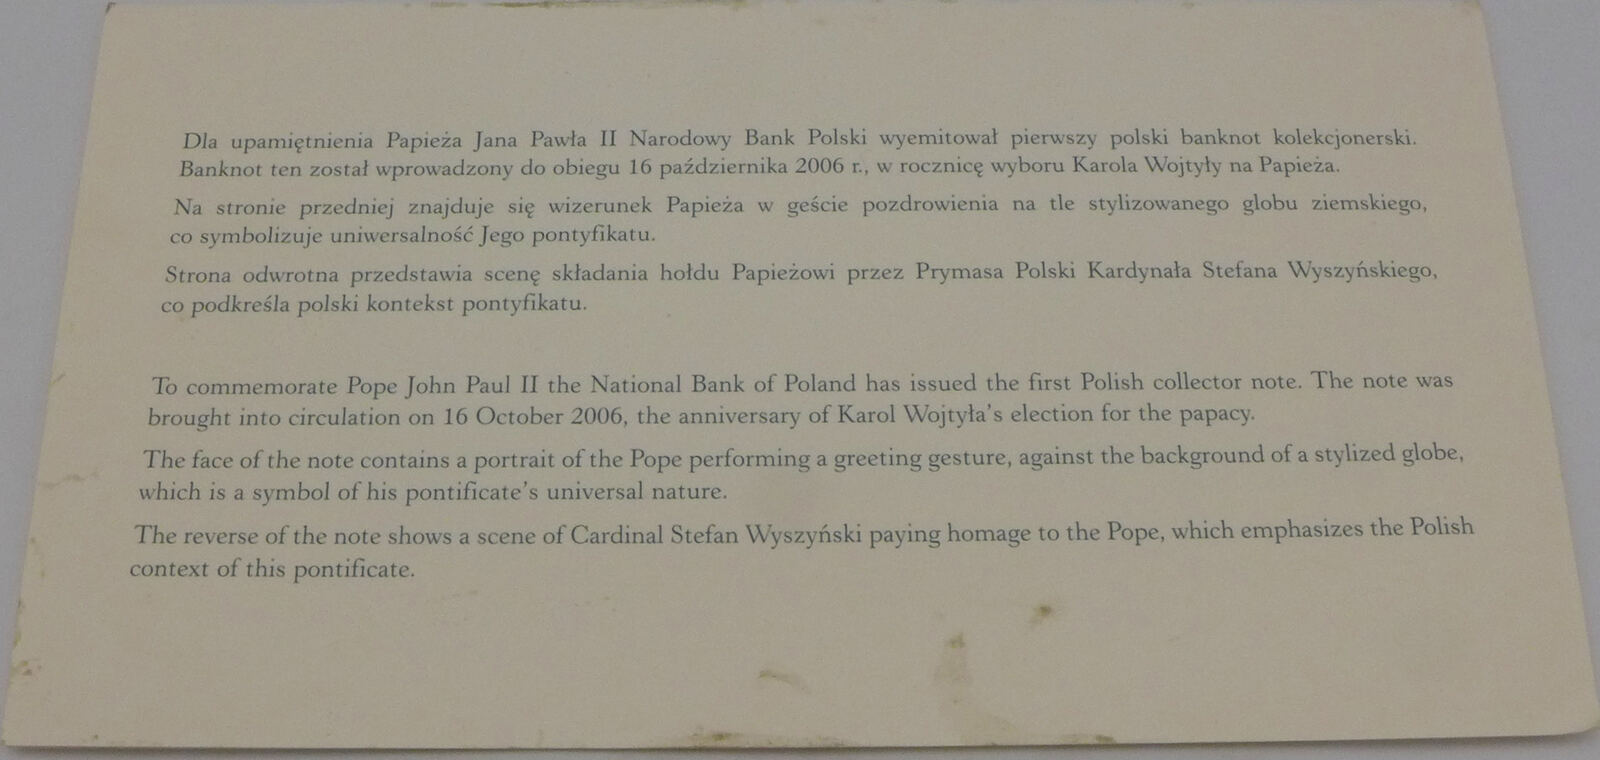 Dla upamiętnienia Papieża Jana Pawła II Narodowy Bank Polski wyemitował pierwszy polski banknot kolekcjonerski.
Banknot ten został wprowadzony do obiegu 16 października 2006 r., w rocznicę wyboru Karola Wojtyły na Papieża.
Na stronie przedniej znajduje się wizerunek Papieża w geście pozdrowienia na tle stylizowanego globu ziemskiego,
co symbolizuje uniwersalność Jego pontyfikatu.
Strona odwrotna przedstawia scenę składania hołdu Papieżowi przez Prymasa Polski Kardynała Stefana Wyszyńskiego,
co podkreśla polski kontekst pontyfikatu.
To commemorate Pope John Paul II the National Bank of Poland has issued the first Polish collector note. The note was
brought into circulation on 16 October 2006, the anniversary of Karol Wojtyła's election for the papacy.
The face of the note contains a portrait of the Pope performing a greeting gesture, against the background of a stylized globe,
which is a symbol of his pontificate's universal nature.
The reverse of the note shows a scene of Cardinal Stefan Wyszyński paying homage to the Pope, which emphasizes the Polish
context of this pontificate.